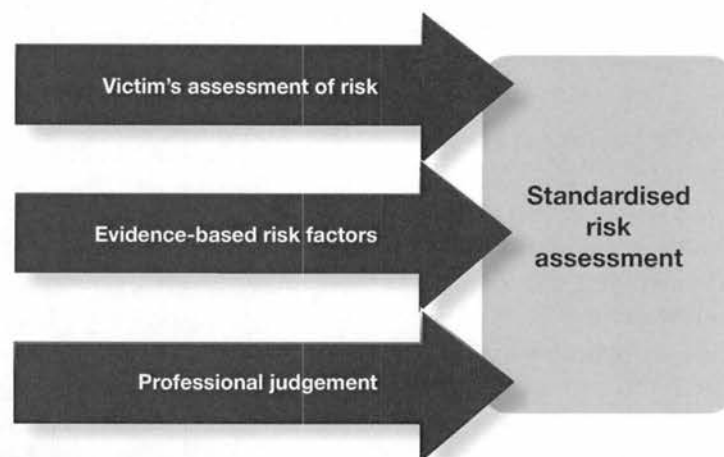 Victim's assessment of risk
Evidence-based risk factors
Professional judgement
Standardised
risk
assessment